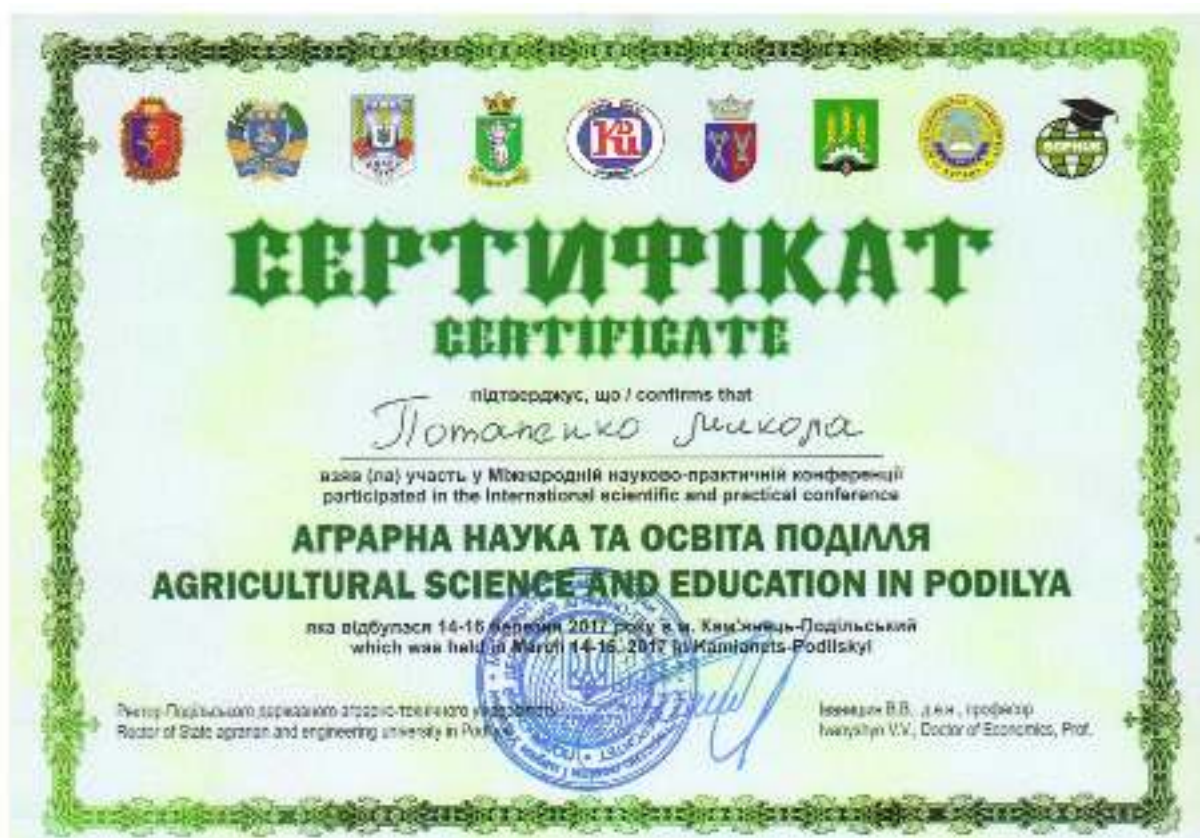 СЕРТИФІКАТ
CERTIFICATE
підтверджує, що / confirms that
Потапенко Микола
взяв (ла) участь у Міжнародній науково-практичній конференції
participated in the International scientific and practical conference
АГРАРНА НАУКА ТА ОСВІТА ПОДІЛЛЯ
AGRICULTURAL SCIENCE AND EDUCATION IN PODILYA
яка відбулася 14-16 березня 2017 року в м. Кам'янець-Подільський
which was held in March 14-16, 2017 in Kamianets-Podilskyi
Ректор Подільського державного аграрно-технічного університету
Rector of State agrarian and engineering university in Podilya
Іванишин В.В., д.е.н., професор
Ivanyshyn V.V., Doctor of Economics, Prof.